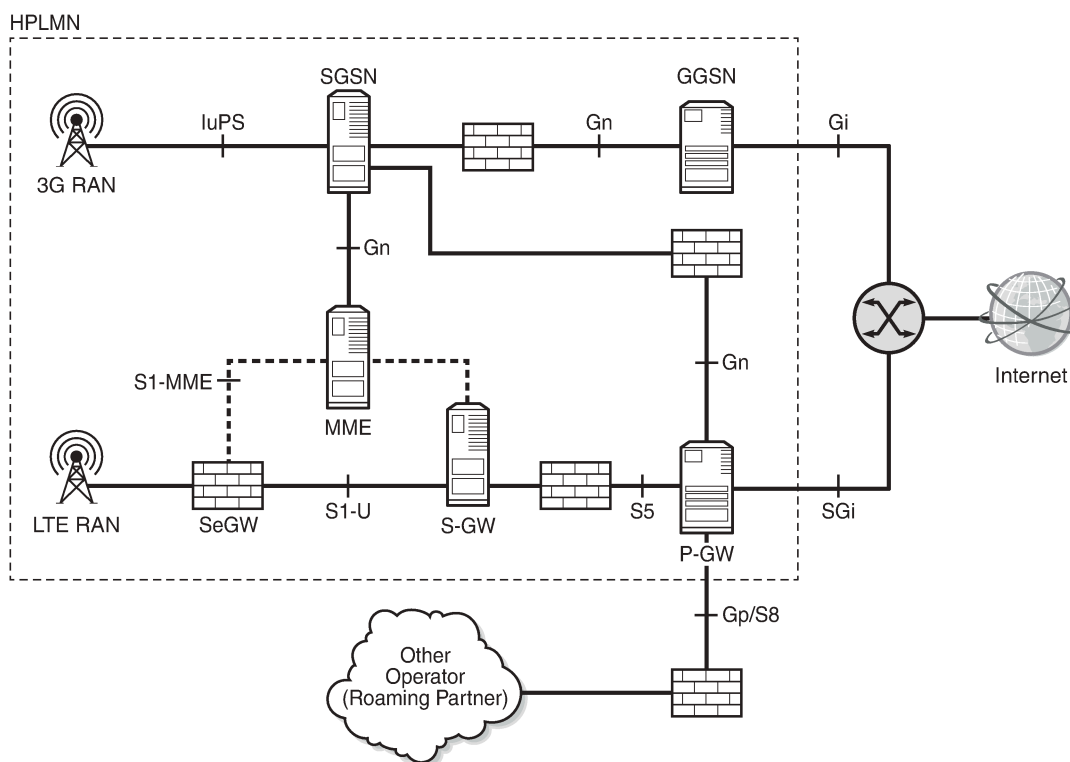 HPLMN
SGSN
GGSN
IuPS
Gn
Gi
3G RAN
Gn
Gn
Internet
S1-MME
MME
LTE RAN
SeGW
S1-U
S-GW
S5
P-GW
SGi
Gp/S8
Other
Operator
(Roaming Partner)